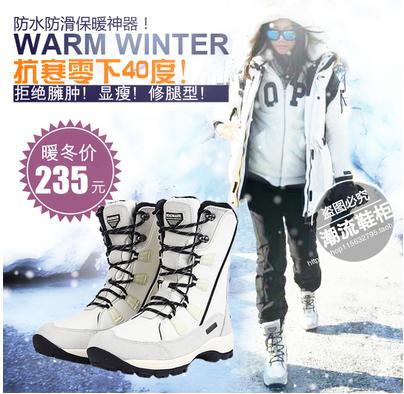 防水防滑保暖神器！
WARM WINTER
抗寒零下40度！
拒绝臃肿！显瘦！修腿型！
暖冬价
235元
盗图必究
潮流鞋柜
shop115632795.taobao